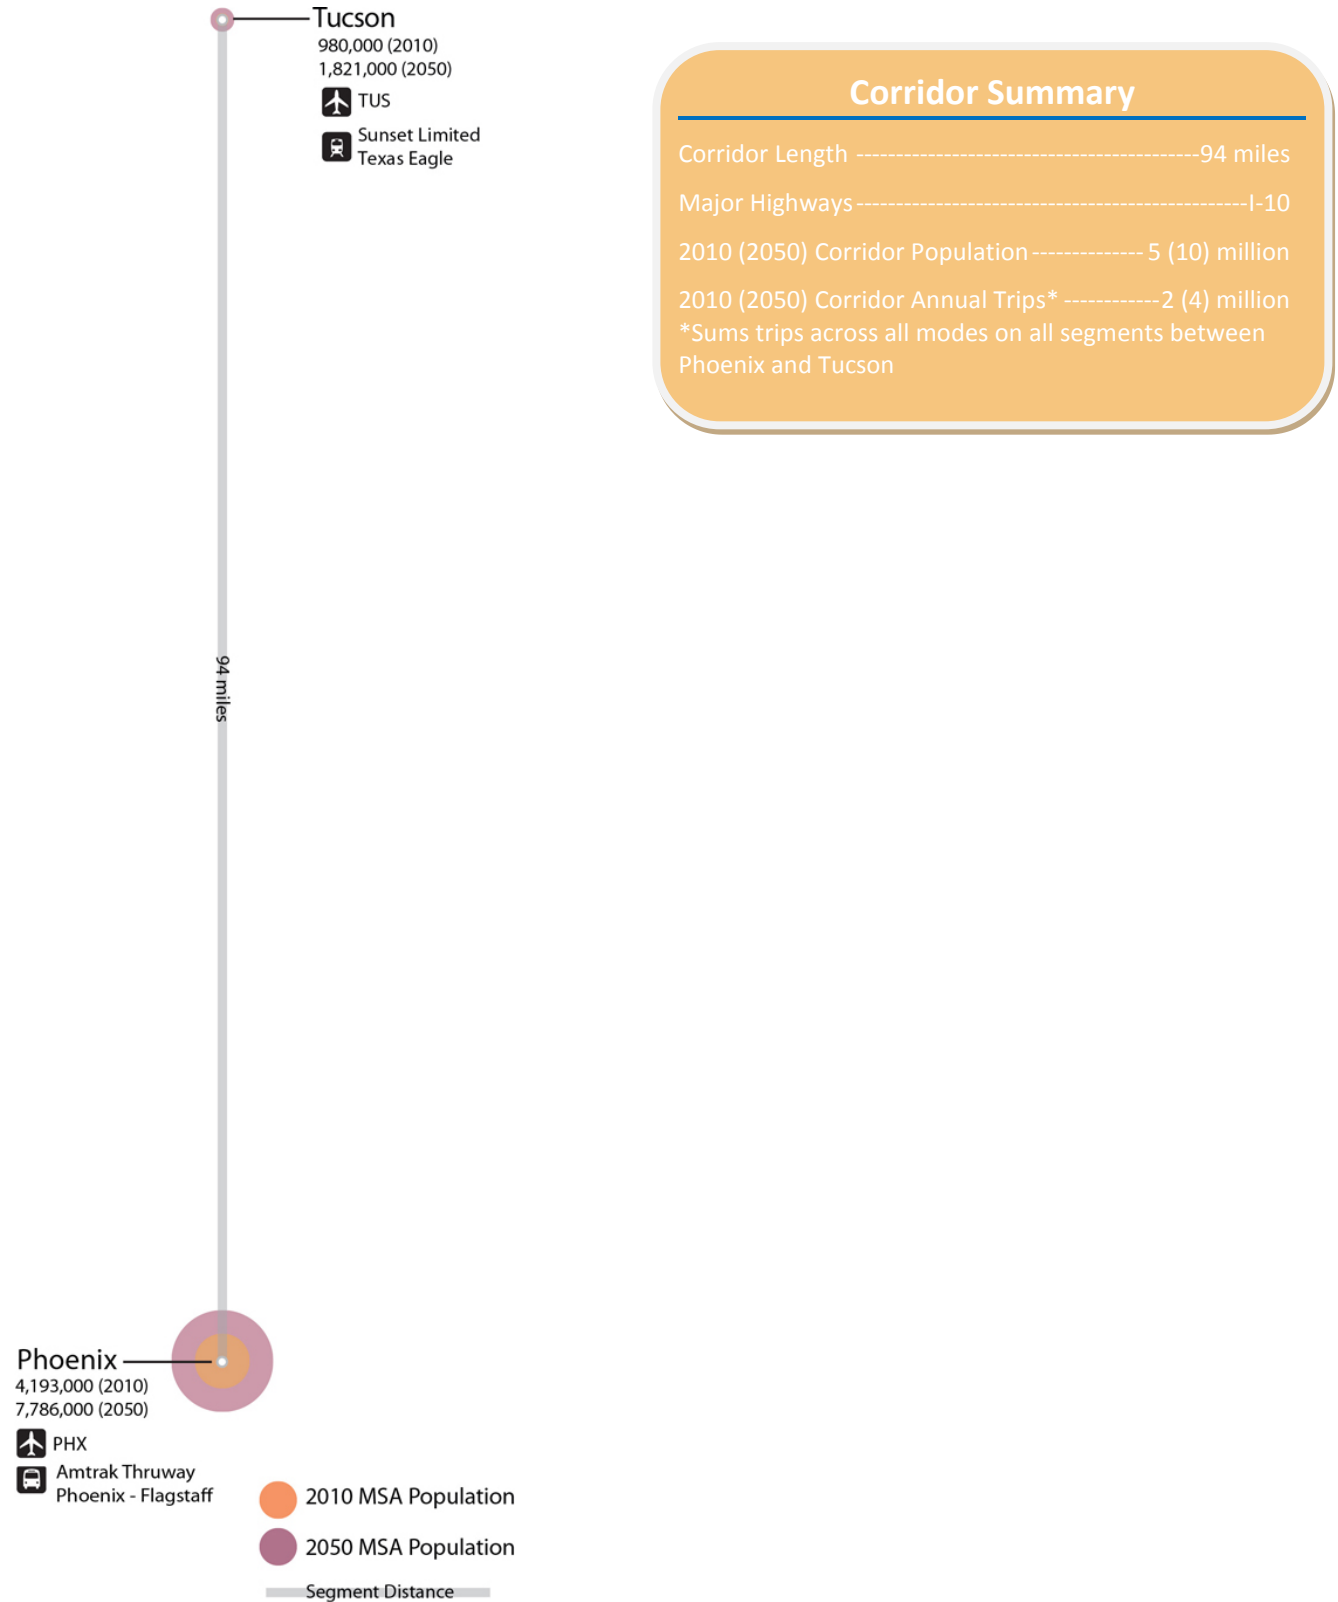 Tucson
980,000 (2010)
1,821,000 (2050)
TUS
Sunset Limited
Texas Eagle
Corridor Summary
Corridor Length -------------------------------------------94 miles
Major Highways-------------------------------------------------I-10
2010 (2050) Corridor Population-------------- 5 (10) million
2010 (2050) Corridor Annual Trips* ------------2 (4) million
*Sums trips across all modes on all segments between
Phoenix and Tucson
94 miles
Phoenix
4,193,000 (2010)
7,786,000 (2050)
PHX
Amtrak Thruway
Phoenix - Flagstaff
2010 MSA Population
2050 MSA Population
Segment Distance